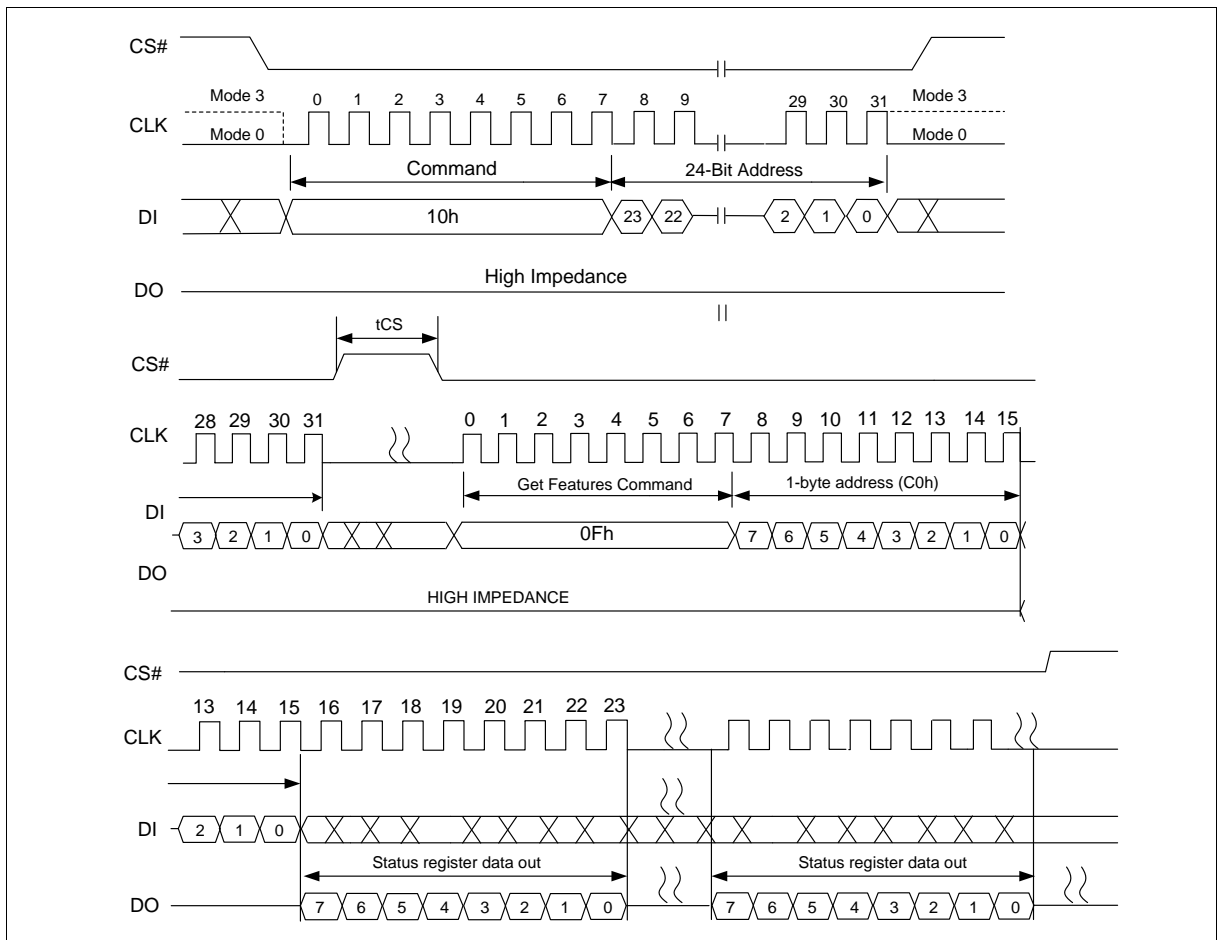 CS#
Mode 3
0 1 2 3 4 5 6 7 8 9 29 30 31
Mode 3
CLK
Mode 0
Mode 0
Command
24-Bit Address
DI
10h
23 22 2 1 0
High Impedance
DO
tCS
CS#
28 29 30 31 0 1 2 3 4 5 6 7 8 9 10 11 12 13 14 15
CLK
Get Features Command
1-byte address (C0h)
DI
3 2 1 0
0Fh
7 6 5 4 3 2 1 0
DO
HIGH IMPEDANCE
CS#
13 14 15 16 17 18 19 20 21 22 23
CLK
DI
2 1 0
Status register data out
Status register data out
DO
7 6 5 4 3 2 1 0
7 6 5 4 3 2 1 0